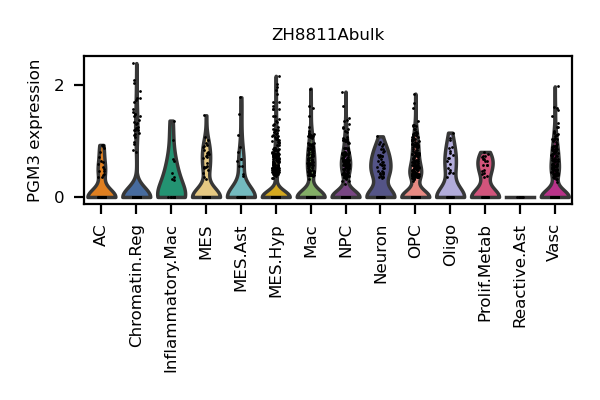 ZH8811Abulk
PGM3 expression
2
0
AC
Chromatin.Reg
Inflammatory.Mac
MES
MES.Ast
MES.Hyp
Mac
NPC
Neuron
OPC
Oligo
Prolif.Metab
Reactive.Ast
Vasc